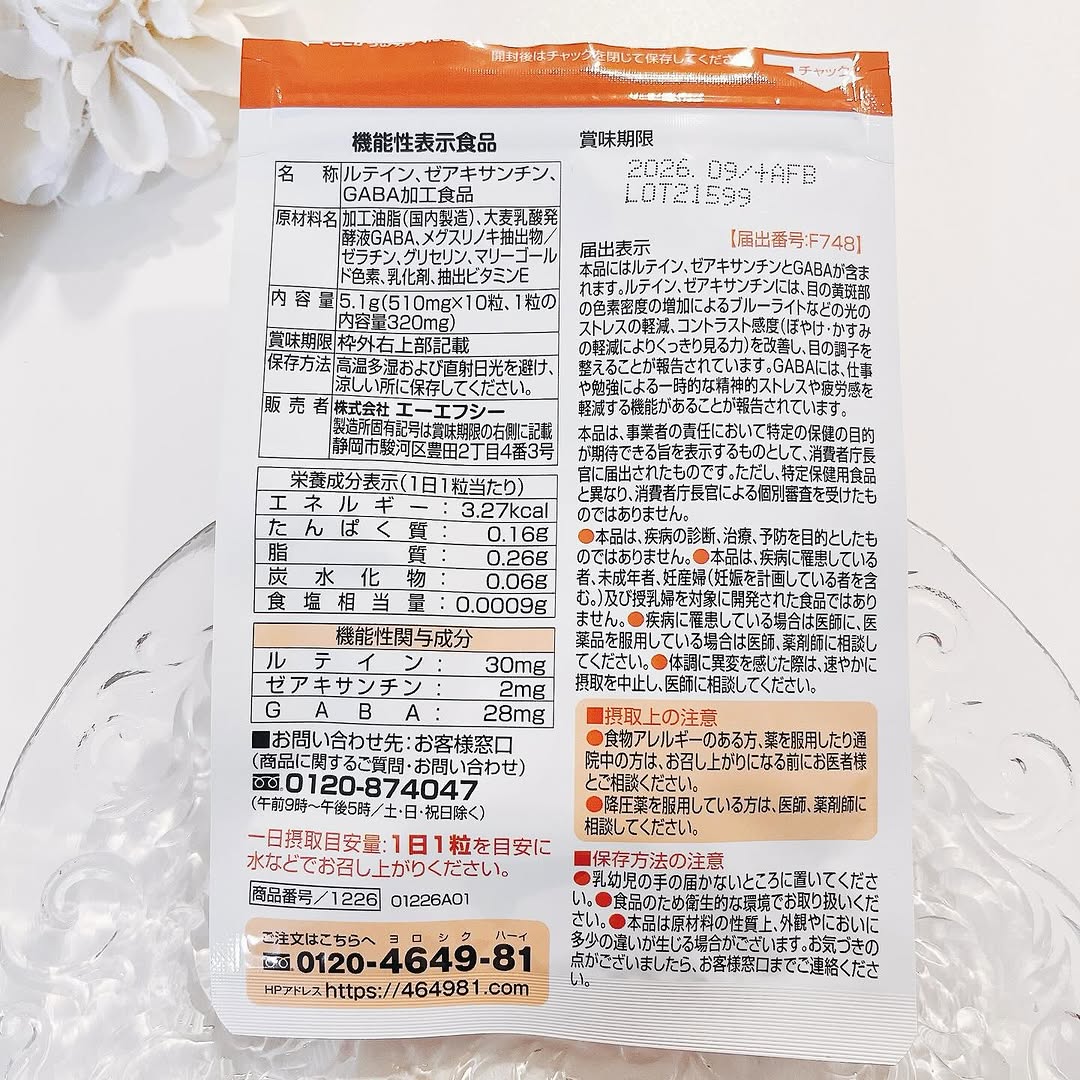 開封後はチャックを閉じて保存してくださ
チャック
機能性表示食品
名称 ルテイン、ゼアキサンチン、
GABA加工食品
原材料名 加工油脂(国内製造)、大麦乳酸発
酵液GABA、メグスリノキ抽出物/
ゼラチン、グリセリン、マリーゴール
ド色素、乳化剤、抽出ビタミンE
内容量 5.1g(510mg×10粒、1粒の
内容量320mg)
賞味期限 枠外右上部記載
保存方法 高温多湿および直射日光を避け、
涼しい所に保存してください。
販売者 株式会社 エーエフシー
製造所固有記号は賞味期限の右側に記載
静岡市駿河区豊田2丁目4番3号
栄養成分表示(1日1粒当たり)
エネルギー:3.27kcal
たんぱく質:0.16g
脂質:0.26g
炭水化物:0.06g
食塩相当量:0.0009g
機能性関与成分
ルテイン:30mg
ゼアキサンチン:2mg
GABA:28mg
■お問い合わせ先:お客様窓口
(商品に関するご質問・お問い合わせ)
0120-874047
(午前9時〜午後5時/土・日・祝日除く)
一日摂取目安量:1日1粒を目安に
水などでお召し上がりください。
商品番号/1226 01226A01
ご注文はこちらへ ヨロシク ハーイ
0120-4649-81
HPアドレス https://464981.com
賞味期限
2026. 09/+AFB
LOT21599
【届出番号:F748】
届出表示
本品にはルテイン、ゼアキサンチンとGABAが含ま
れます。ルテイン、ゼアキサンチンには、目の黄斑部
の色素密度の増加によるブルーライトなどの光の
ストレスの軽減、コントラスト感度(ぼやけ・かすみ
の軽減によりくっきり見る力)を改善し、目の調子を
整えることが報告されています。GABAには、仕事
や勉強による一時的な精神的ストレスや疲労感を
軽減する機能があることが報告されています。
本品は、事業者の責任において特定の保健の目的
が期待できる旨を表示するものとして、消費者庁長
官に届出されたものです。ただし、特定保健用食品
と異なり、消費者庁長官による個別審査を受けたも
のではありません。
●本品は、疾病の診断、治療、予防を目的としたも
のではありません。●本品は、疾病に罹患している
者、未成年者、妊産婦(妊娠を計画している者を含
む。)及び授乳婦を対象に開発された食品ではあり
ません。●疾病に罹患している場合は医師に、医
薬品を服用している場合は医師、薬剤師に相談し
てください。●体調に異変を感じた際は、速やかに
摂取を中止し、医師に相談してください。
■摂取上の注意
●食物アレルギーのある方、薬を服用したり通
院中の方は、お召し上がりになる前にお医者様
とご相談ください。
●降圧薬を服用している方は、医師、薬剤師に
相談してください。
■保存方法の注意
●乳幼児の手の届かないところに置いてくださ
い。●食品のため衛生的な環境でお取り扱いくだ
さい。●本品は原材料の性質上、外観やにおいに
多少の違いが生じる場合がございます。お気づきの
点がございましたら、お客様窓口までご連絡くださ
い。